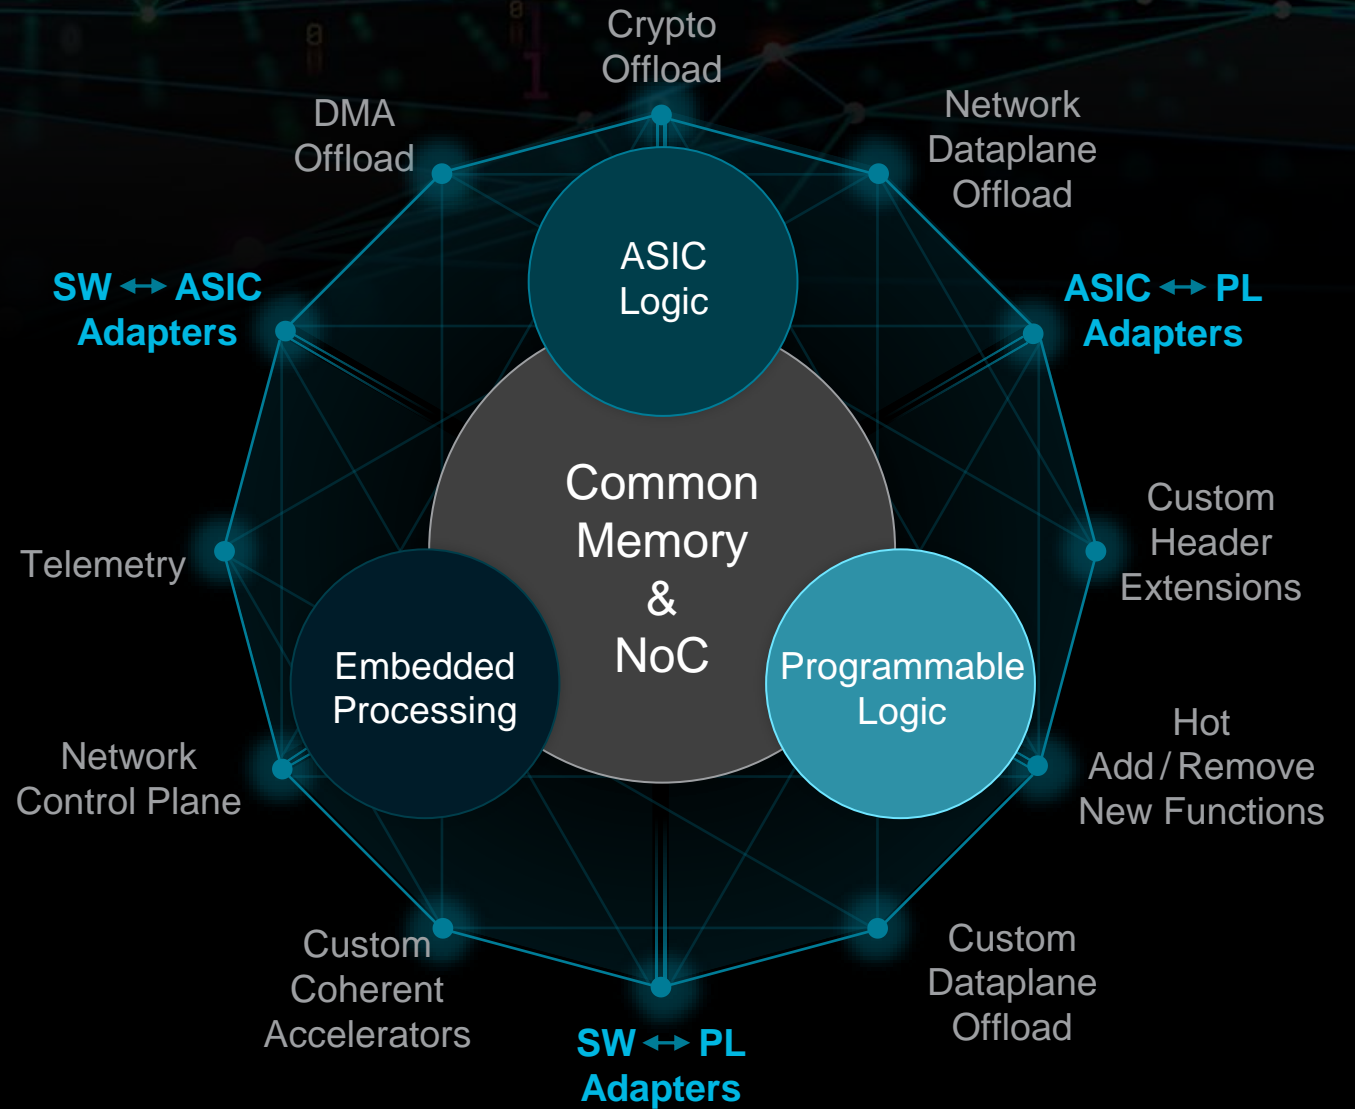 Crypto
Offload
DMA
Offload
Network
Dataplane
Offload
SW ↔ ASIC
Adapters
ASIC ↔ PL
Adapters
ASIC
Logic
Common
Memory
&
NoC
Custom
Header
Extensions
Telemetry
Embedded
Processing
Programmable
Logic
Network
Control Plane
Hot
Add / Remove
New Functions
Custom
Coherent
Accelerators
SW ↔ PL
Adapters
Custom
Dataplane
Offload